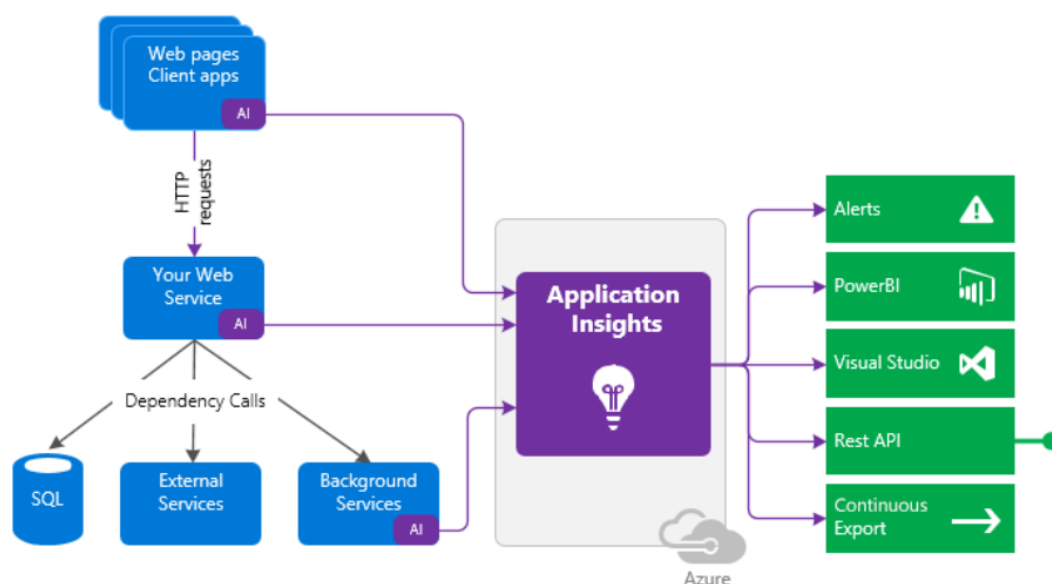 Web pages
Client apps
AI
HTTP
requests
Your Web
Service
AI
Dependency Calls
SQL
External
Services
Background
Services
AI
Application
Insights
Azure
Alerts
PowerBI
Visual Studio
Rest API
Continuous
Export